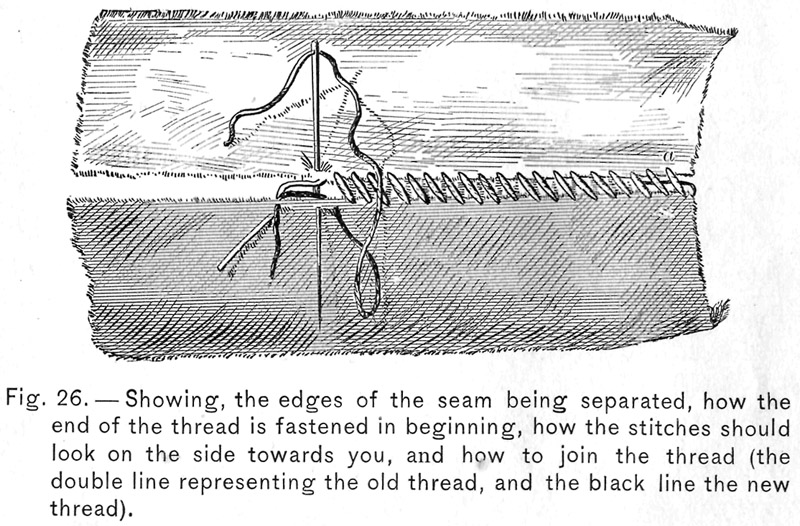 a
Fig. 26. — Showing, the edges of the seam being separated, how the
end of the thread is fastened in beginning, how the stitches should
look on the side towards you, and how to join the thread (the
double line representing the old thread, and the black line the new
thread).